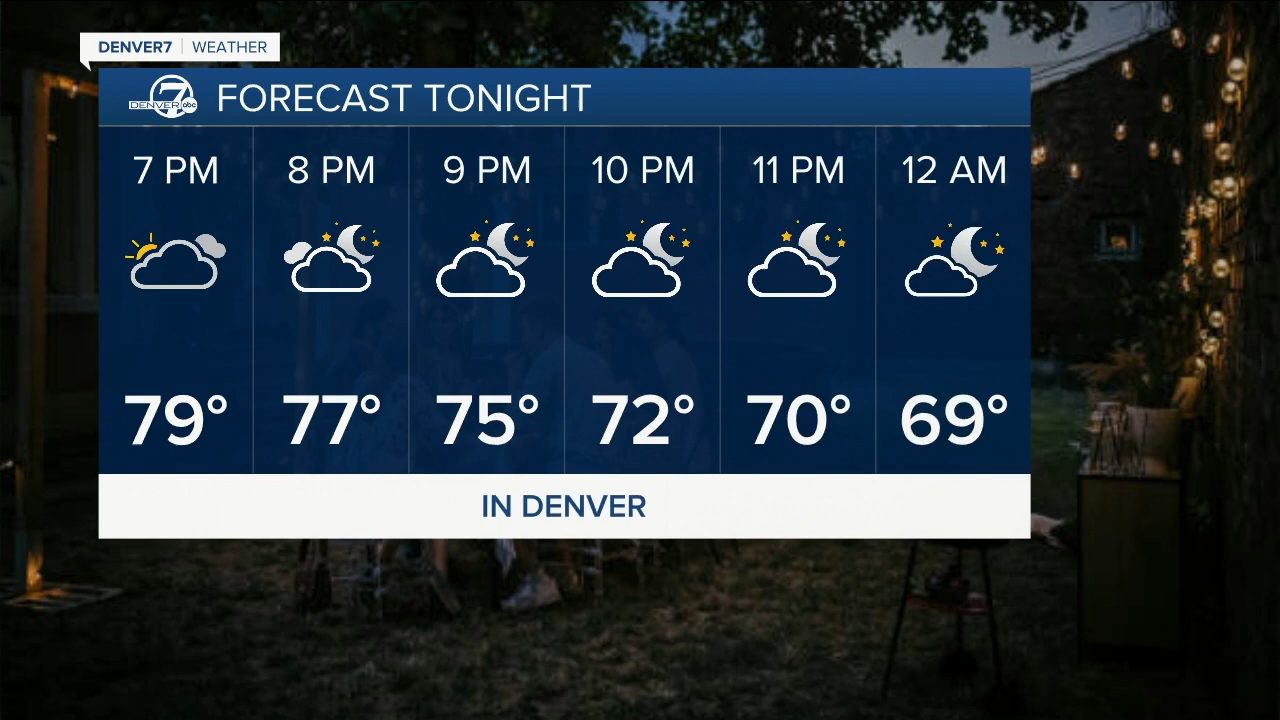 DENVER7 | WEATHER
DENVER 7 abc
FORECAST TONIGHT
7 PM 8 PM 9 PM 10 PM 11 PM 12 AM
79° 77° 75° 72° 70° 69°
IN DENVER